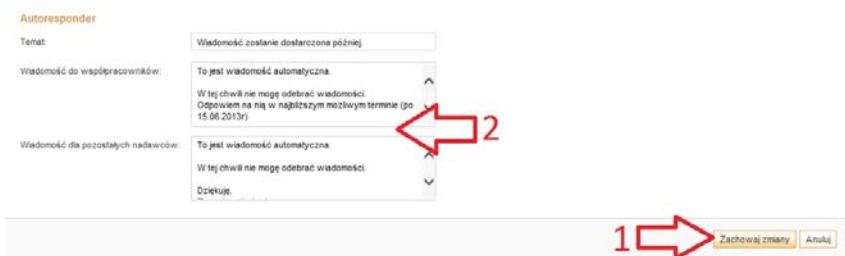 Autoresponder
Temat: Wiadomość zostanie dostarczona później.
Wiadomość do współpracowników: To jest wiadomość automatyczna.
W tej chwili nie mogę odebrać wiadomości.
Odpowiem na nią w najbliższym możliwym terminie (po
15.06.2013r)
2
Wiadomość dla pozostałych nadawców: To jest wiadomość automatyczna.
W tej chwili nie mogę odebrać wiadomości.
Dziękuję.
1 Zachowaj zmiany Anuluj